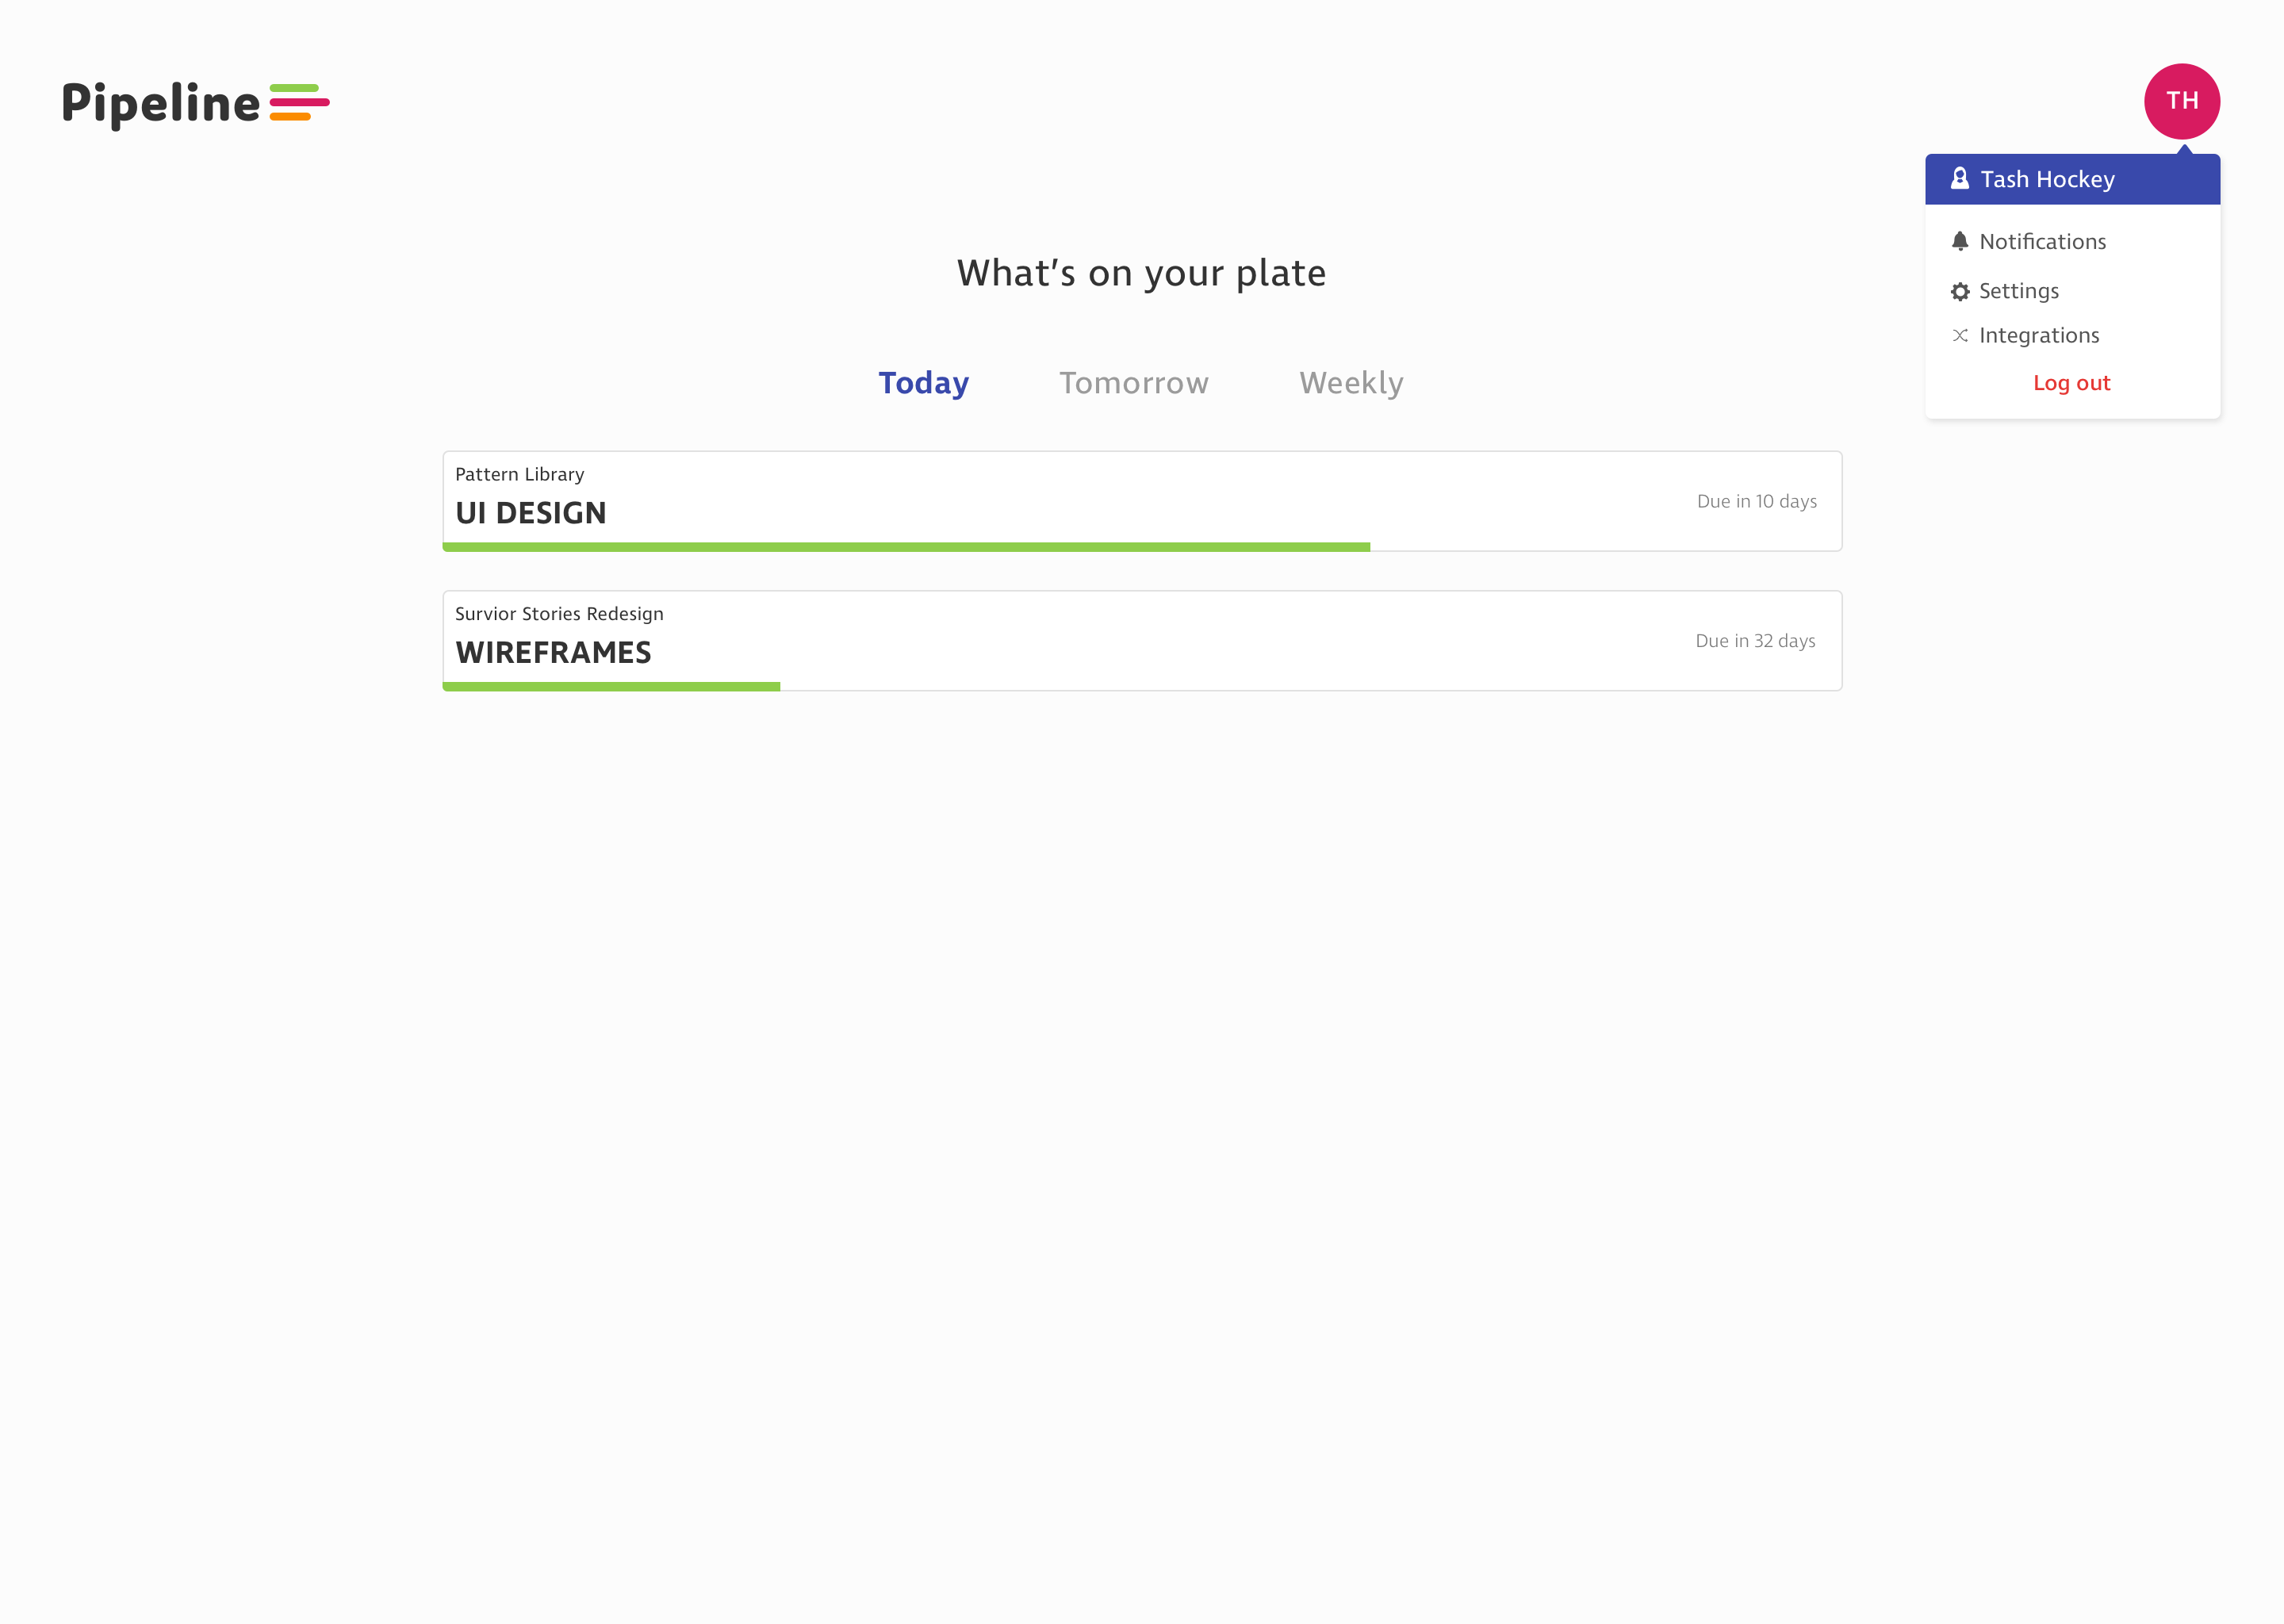 Pipeline
TH
Tash Hockey
Notifications
Settings
Integrations
Log out
What's on your plate
Today Tomorrow Weekly
Pattern Library
UI DESIGN
Due in 10 days
Survior Stories Redesign
WIREFRAMES
Due in 32 days